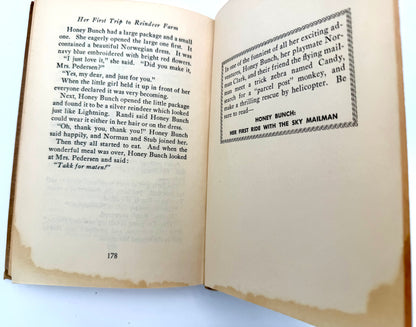 Her First Trip to Reindeer Farm
Honey Bunch had a large package and a small
one. She eagerly opened the large one first. It
contained a beautiful Norwegian dress. It was
navy blue embroidered with bright red flowers.
"I just love it," she said. "Did you make it,
Mrs. Pedersen?"
"Yes, my dear, and just for you."
When the little girl held it up in front of her
everyone declared it was very becoming.
Next, Honey Bunch opened the little package
and found it to be a silver reindeer which looked
just like Lightning. Randi said Honey Bunch
could wear it either in her hair or on the dress.
"Oh, thank you, thank you!" Honey Bunch
said happily, and Norman and Stub joined her.
Then they all started to eat. And when the
wonderful meal was over, Honey Bunch looked
at Mrs. Pedersen and said:
"Takk for maten!"
178
In one of the funniest of all her exciting ad-
ventures, Honey Bunch, her playmate Nor-
man Clark, and their friend the flying mail-
man meet a trick zebra named Candy,
search for a "parcel post" monkey, and
make a thrilling rescue by helicopter. Be
sure to read—
HONEY BUNCH:
HER FIRST RIDE WITH THE SKY MAILMAN